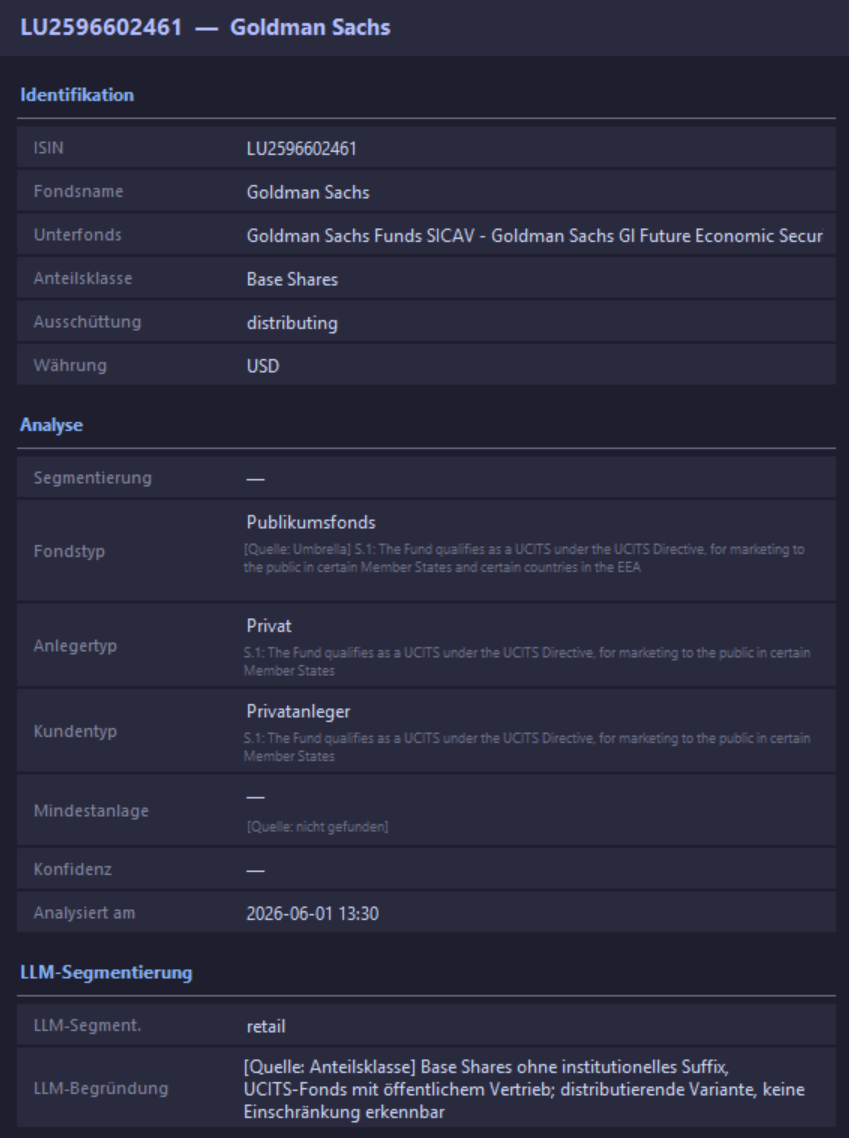 LU2596602461 — Goldman Sachs
Identifikation
ISIN LU2596602461
Fondsname Goldman Sachs
Unterfonds Goldman Sachs Funds SICAV - Goldman Sachs GI Future Economic Secur
Anteilsklasse Base Shares
Ausschüttung distributing
Währung USD
Analyse
Segmentierung —
Fondstyp Publikumsfonds
[Quelle: Umbrella] S.1: The Fund qualifies as a UCITS under the UCITS Directive, for marketing to
the public in certain Member States and certain countries in the EEA
Anlegertyp Privat
S.1: The Fund qualifies as a UCITS under the UCITS Directive, for marketing to the public in certain
Member States
Kundentyp Privatanleger
S.1: The Fund qualifies as a UCITS under the UCITS Directive, for marketing to the public in certain
Member States
Mindestanlage —
[Quelle: nicht gefunden]
Konfidenz —
Analysiert am 2026-06-01 13:30
LLM-Segmentierung
LLM-Segment. retail
LLM-Begründung [Quelle: Anteilsklasse] Base Shares ohne institutionelles Suffix,
UCITS-Fonds mit öffentlichem Vertrieb; distributierende Variante, keine
Einschränkung erkennbar